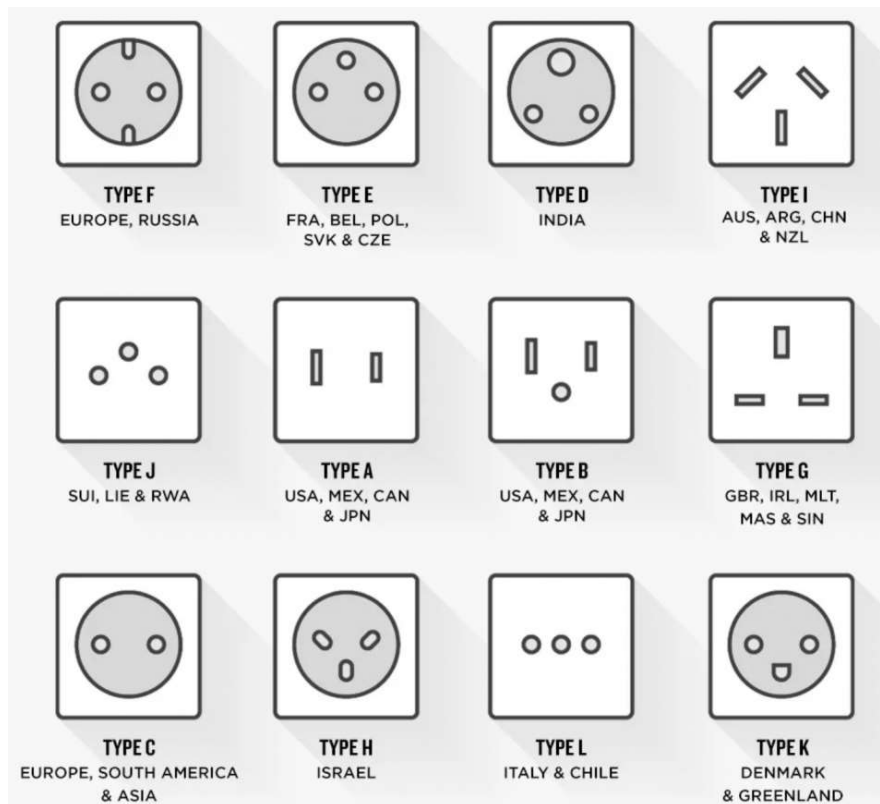 TYPE F
EUROPE, RUSSIA
TYPE E
FRA, BEL, POL,
SVK & CZE
TYPE D
INDIA
TYPE I
AUS, ARG, CHN
& NZL
TYPE J
SUI, LIE & RWA
TYPE A
USA, MEX, CAN
& JPN
TYPE B
USA, MEX, CAN
& JPN
TYPE G
GBR, IRL, MLT,
MAS & SIN
TYPE C
EUROPE, SOUTH AMERICA
& ASIA
TYPE H
ISRAEL
TYPE L
ITALY & CHILE
TYPE K
DENMARK
& GREENLAND